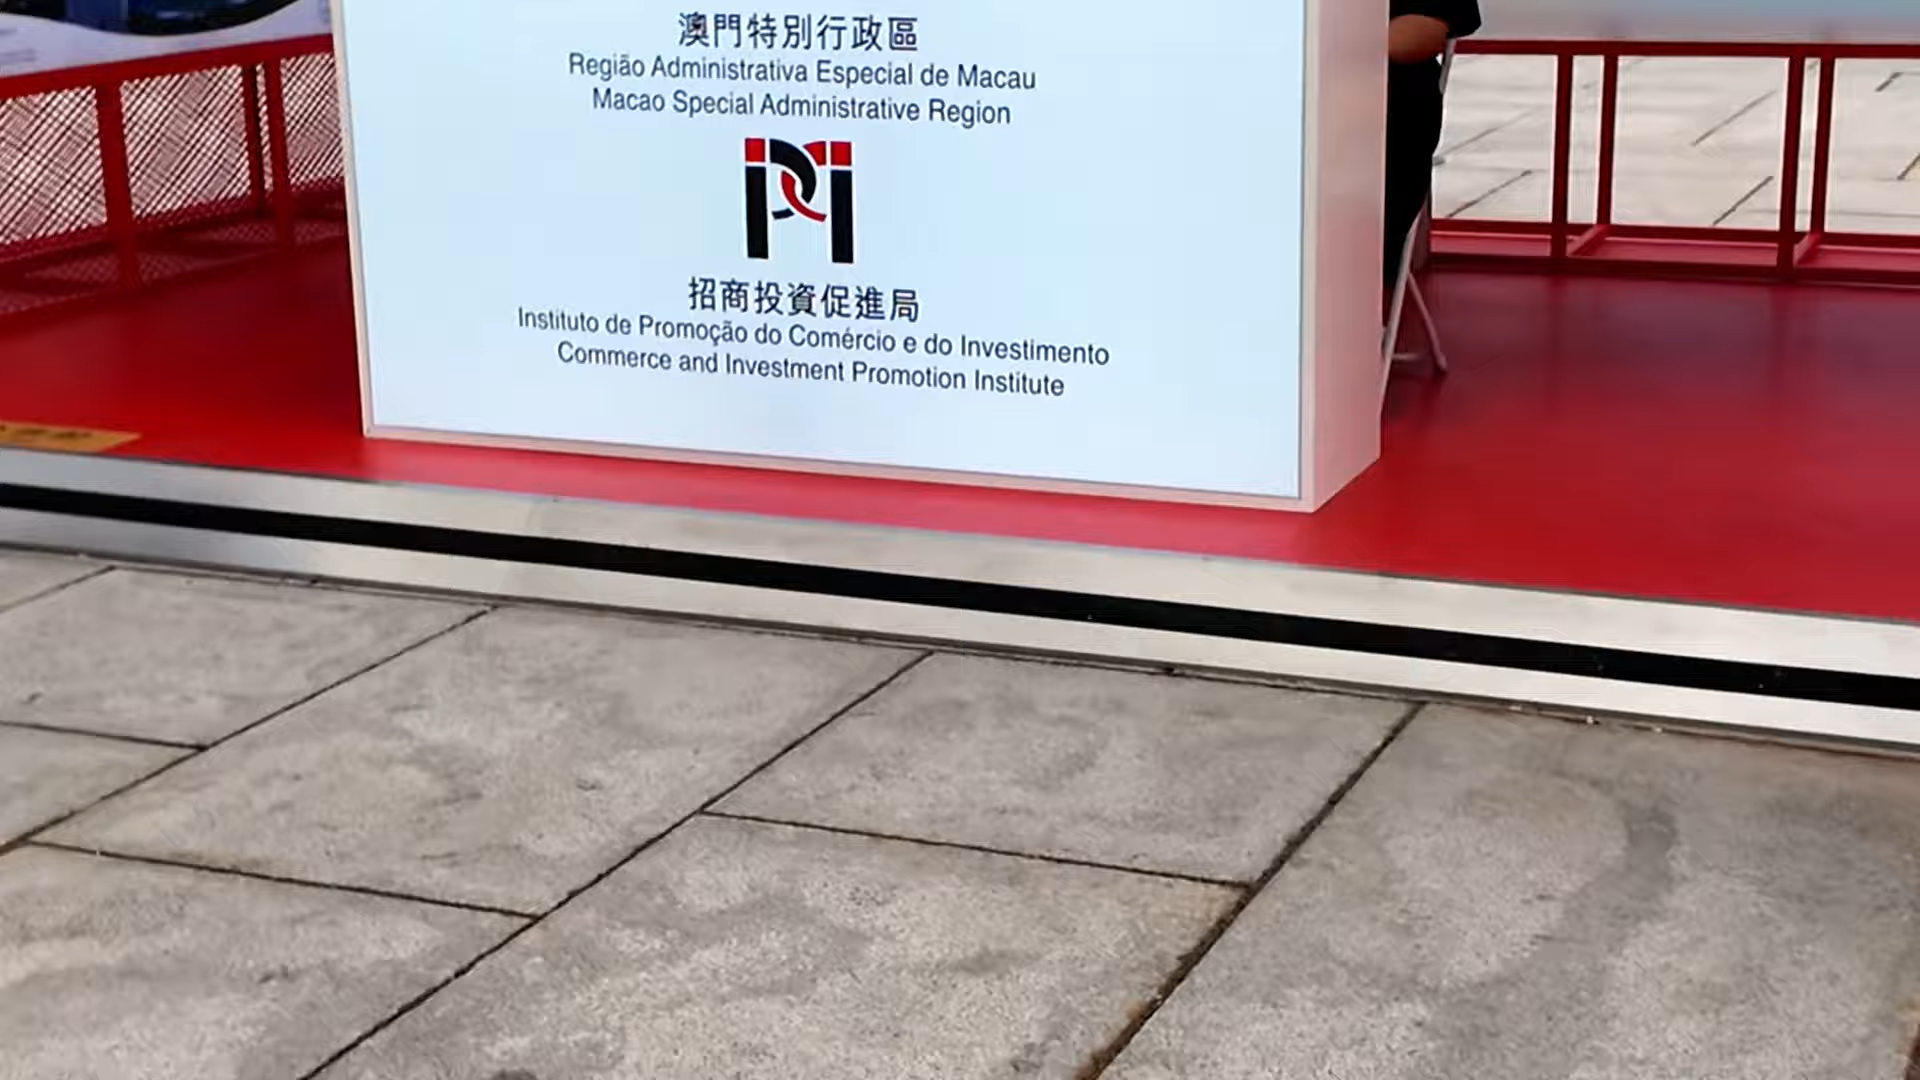 澳門特別行政區
Região Administrativa Especial de Macau
Macao Special Administrative Region
招商投資促進局
Instituto de Promoção do Comércio e do Investimento
Commerce and Investment Promotion Institute